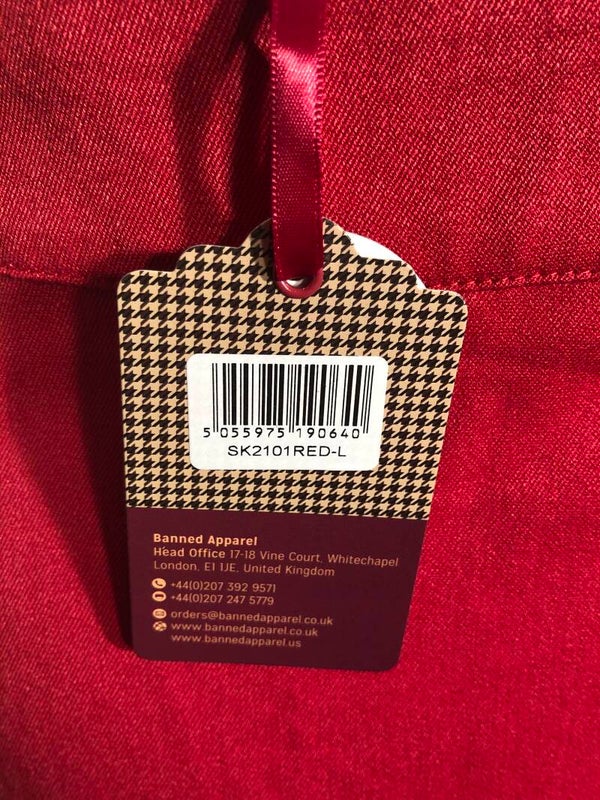 5 055975 190640
SK2101RED-L
Banned Apparel
Head Office 17-18 Vine Court, Whitechapel
London, E1 1JE, United Kingdom
+44(0)207 392 9571
+44(0)207 247 5779
orders@bannedapparel.co.uk
www.bannedapparel.co.uk
www.bannedapparel.us